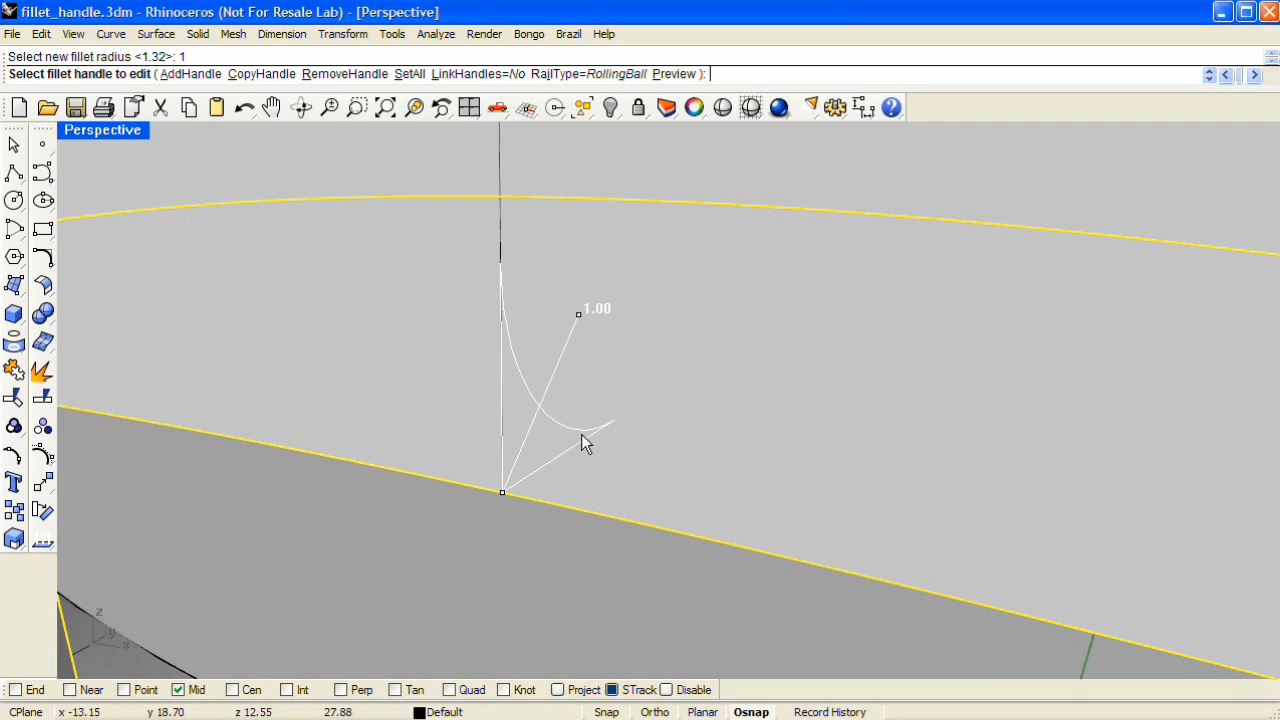 fillet_handle.3dm - Rhinoceros (Not For Resale Lab) - [Perspective]
File Edit View Curve Surface Solid Mesh Dimension Transform Tools Analyze Render Bongo Brazil Help
Select new fillet radius <1.32>: 1
Select fillet handle to edit ( AddHandle CopyHandle RemoveHandle SetAll LinkHandles=No RailType=RollingBall Preview ):
Perspective
1.00
z
y
x
End Near Point Mid Cen Int Perp Tan Quad Knot Project STrack Disable
CPlane x -13.15 y 18.70 z 12.55 27.88 Default Snap Ortho Planar Osnap Record History